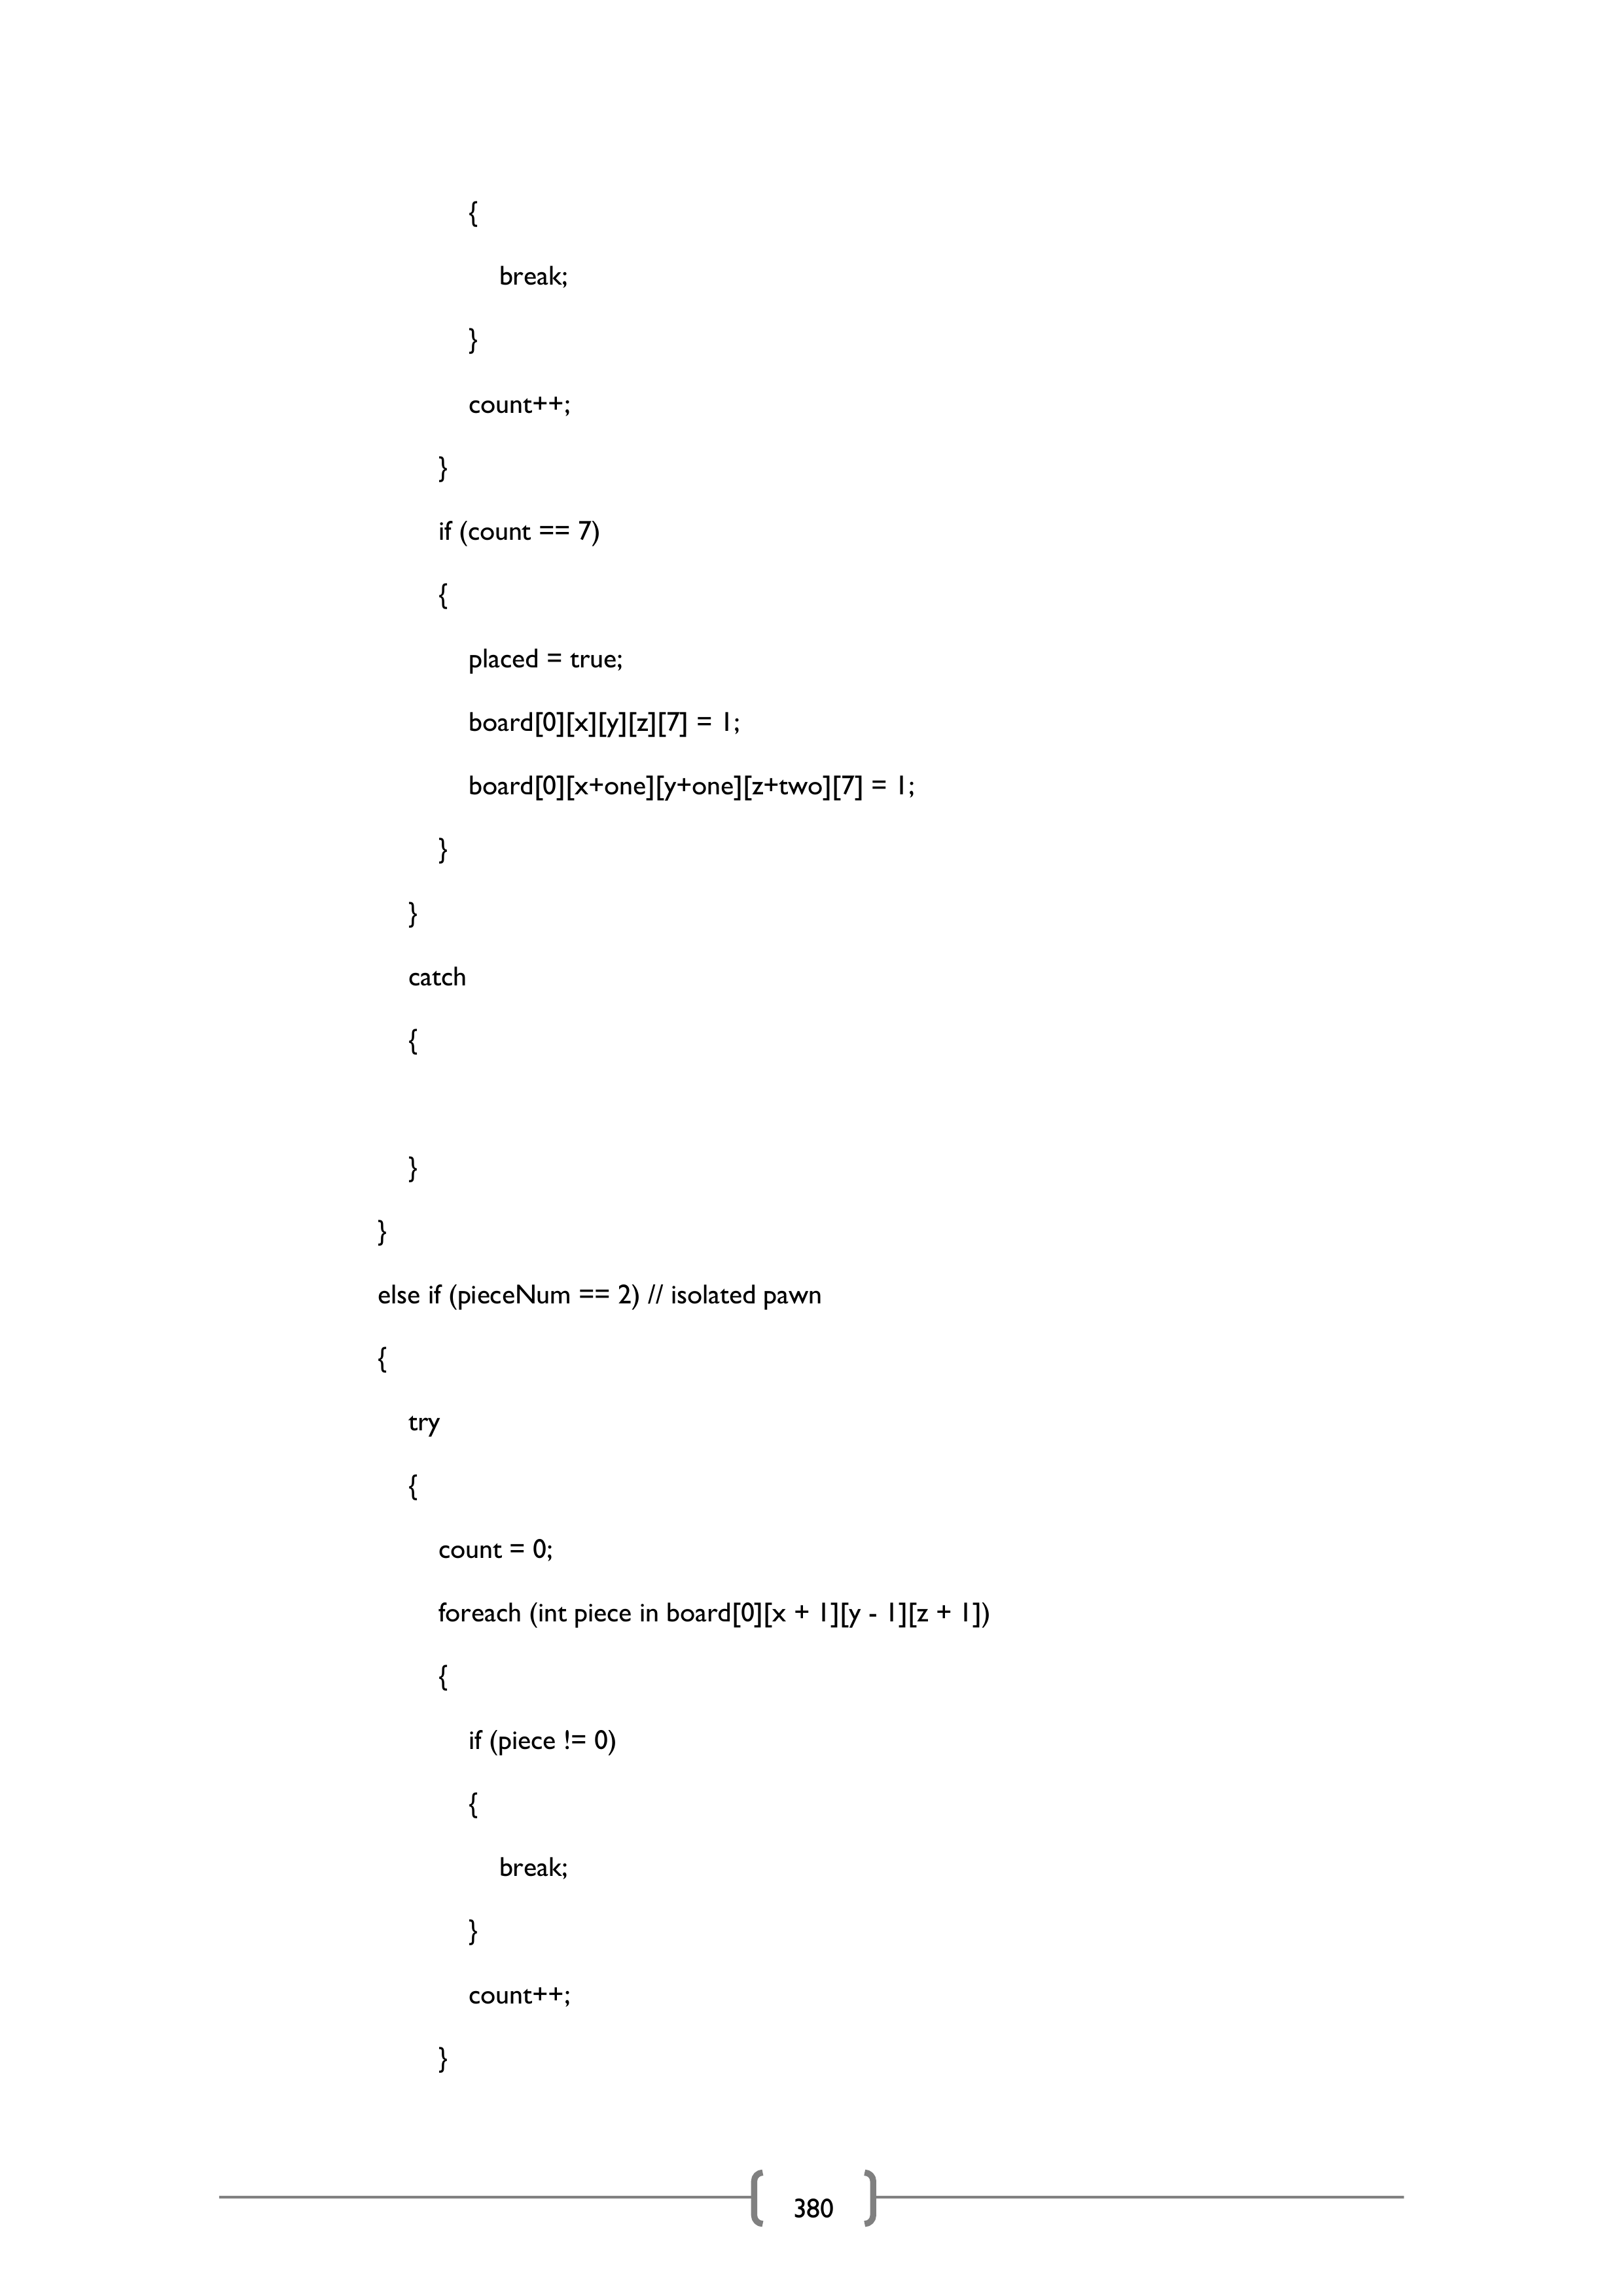 {
break;
}
count++;
}
if (count == 7)
{
placed = true;
board[0][x][y][z][7] = 1;
board[0][x+one][y+one][z+two][7] = 1;
}
}
catch
{
}
}
else if (pieceNum == 2) // isolated pawn
{
try
{
count = 0;
foreach (int piece in board[0][x + 1][y - 1][z + 1])
{
if (piece != 0)
{
break;
}
count++;
}
380